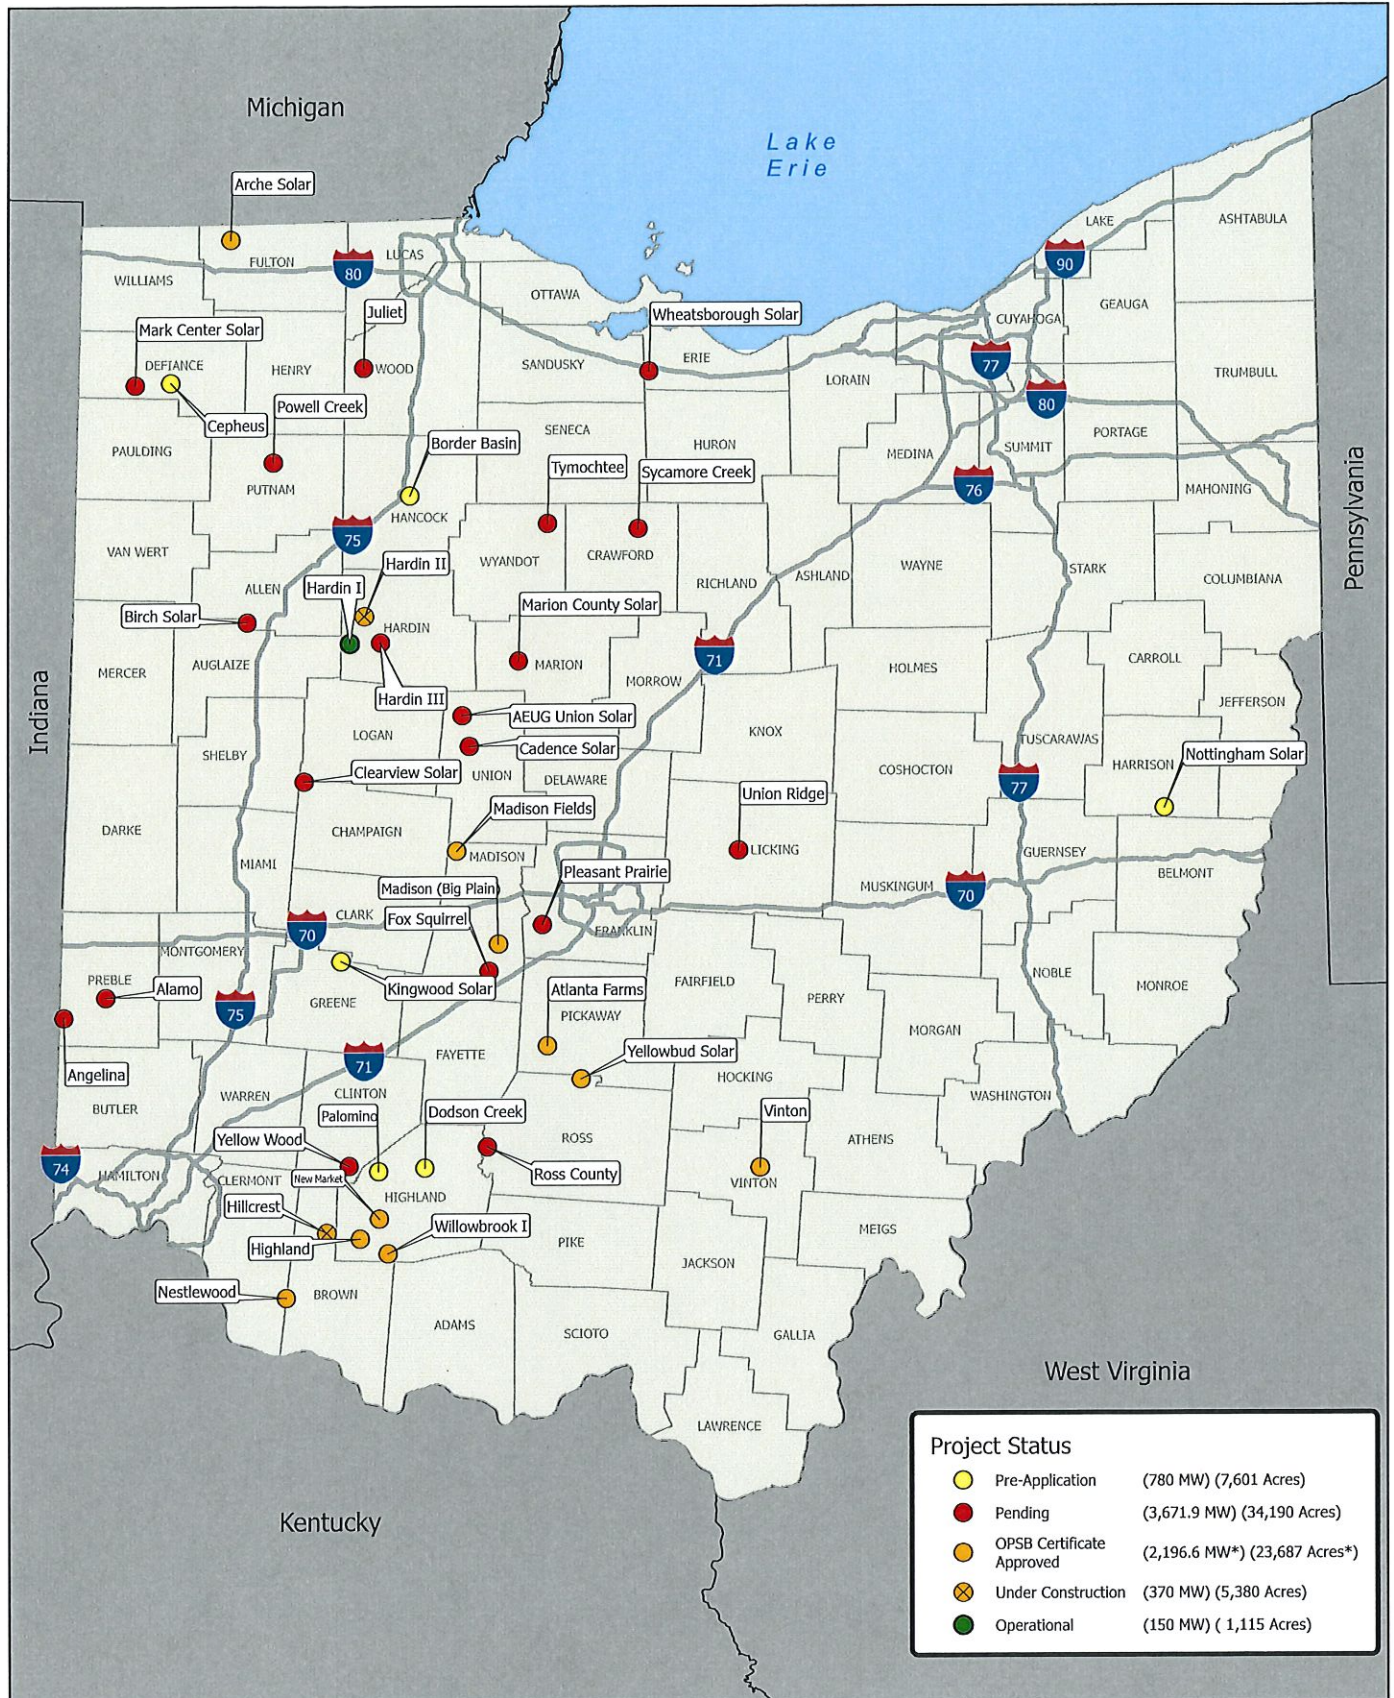 Michigan
Lake
Erie
Arche Solar
ASHTABULA
LAKE
90
FULTON
LUCAS
80
WILLIAMS
OTTAWA
GEAUGA
Juliet
Wheatsborough Solar
CUYAHOGA
Mark Center Solar
ERIE
77
DEFIANCE
HENRY
WOOD
SANDUSKY
LORAIN
TRUMBULL
80
Powell Creek
Cepheus
SENECA
PORTAGE
Border Basin
HURON
SUMMIT
PAULDING
MEDINA
Tymochtee
Sycamore Creek
PUTNAM
76
MAHONING
HANCOCK
75
VAN WERT
CRAWFORD
WYANDOT
WAYNE
STARK
Hardin II
RICHLAND
ASHLAND
COLUMBIANA
ALLEN
Hardin I
Birch Solar
Marion County Solar
HARDIN
AUGLAIZE
MARION
71
CARROLL
MERCER
HOLMES
MORROW
Hardin III
JEFFERSON
AEUG Union Solar
KNOX
LOGAN
TUSCARAWAS
Cadence Solar
SHELBY
Nottingham Solar
HARRISON
Clearview Solar
UNION
DELAWARE
COSHOCTON
77
Union Ridge
Madison Fields
DARKE
CHAMPAIGN
LICKING
MADISON
GUERNSEY
MIAMI
Pleasant Prairie
BELMONT
Madison (Big Plain)
MUSKINGUM
70
CLARK
Fox Squirrel
70
FRANKLIN
MONTGOMERY
NOBLE
PREBLE
FAIRFIELD
MONROE
Alamo
Kingwood Solar
Atlanta Farms
PERRY
GREENE
75
PICKAWAY
MORGAN
71
FAYETTE
Yellowbud Solar
Angelina
HOCKING
CLINTON
WARREN
WASHINGTON
BUTLER
Palomino
Dodson Creek
Vinton
Yellow Wood
ROSS
ATHENS
74
HAMILTON
Ross County
New Market
CLERMONT
VINTON
HIGHLAND
Hillcrest
Willowbrook I
MEIGS
Highland
PIKE
JACKSON
Nestlewood
BROWN
ADAMS
SCIOTO
GALLIA
LAWRENCE
Indiana
Pennsylvania
West Virginia
Kentucky
Project Status
Pre-Application (780 MW) (7,601 Acres)
Pending (3,671.9 MW) (34,190 Acres)
OPSB Certificate
Approved (2,196.6 MW*) (23,687 Acres*)
Under Construction (370 MW) (5,380 Acres)
Operational (150 MW) ( 1,115 Acres)